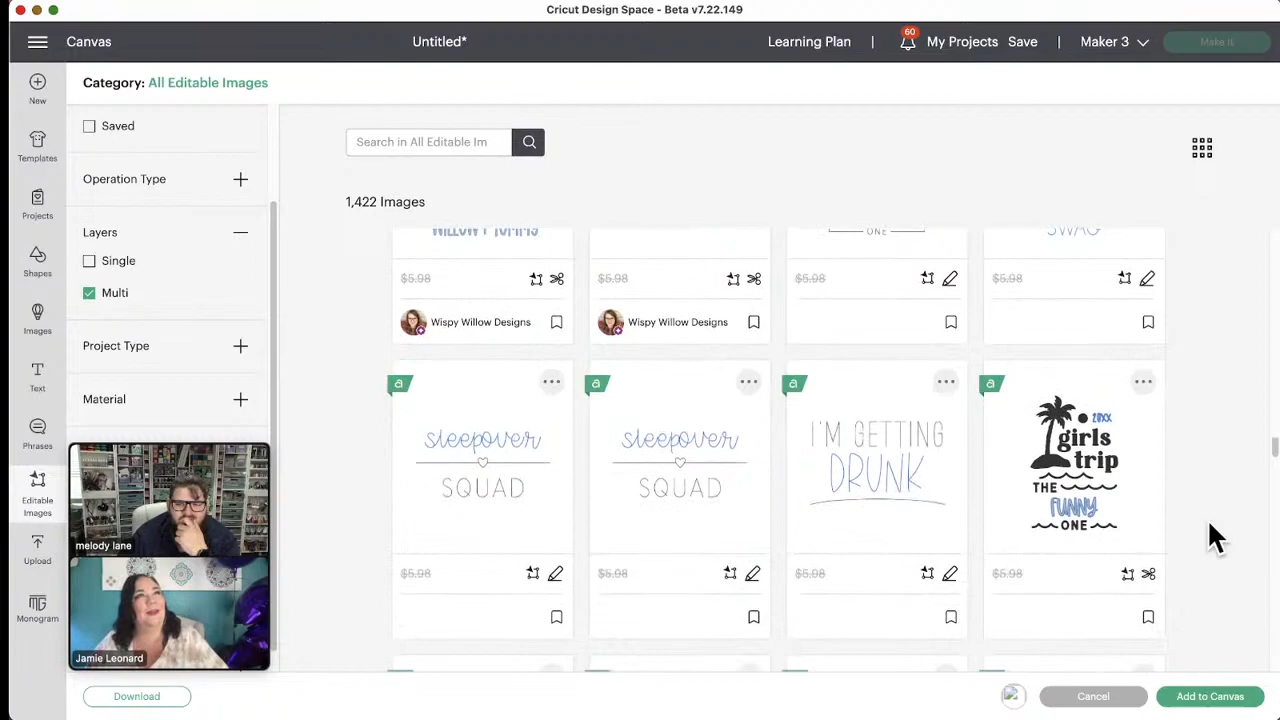 Cricut Design Space - Beta v7.22.149
Canvas
Untitled*
Learning Plan | 60 My Projects Save | Maker 3
Make It
New
Templates
Projects
Shapes
Images
Text
Phrases
Editable
Images
Upload
Monogram
Category: All Editable Images
Saved
Operation Type
Layers
Single
Multi
Project Type
Material
melody lane
Jamie Leonard
Search in All Editable Im
1,422 Images
ONE
SWAG
$5.98
$5.98
$5.98
$5.98
Wispy Willow Designs
Wispy Willow Designs
a
a
a
a
sleepover
SQUAD
sleepover
SQUAD
I'M GETTING
DRUNK
20XX
girls
trip
THE
FUNNY
ONE
$5.98
$5.98
$5.98
$5.98
Download
Cancel
Add to Canvas